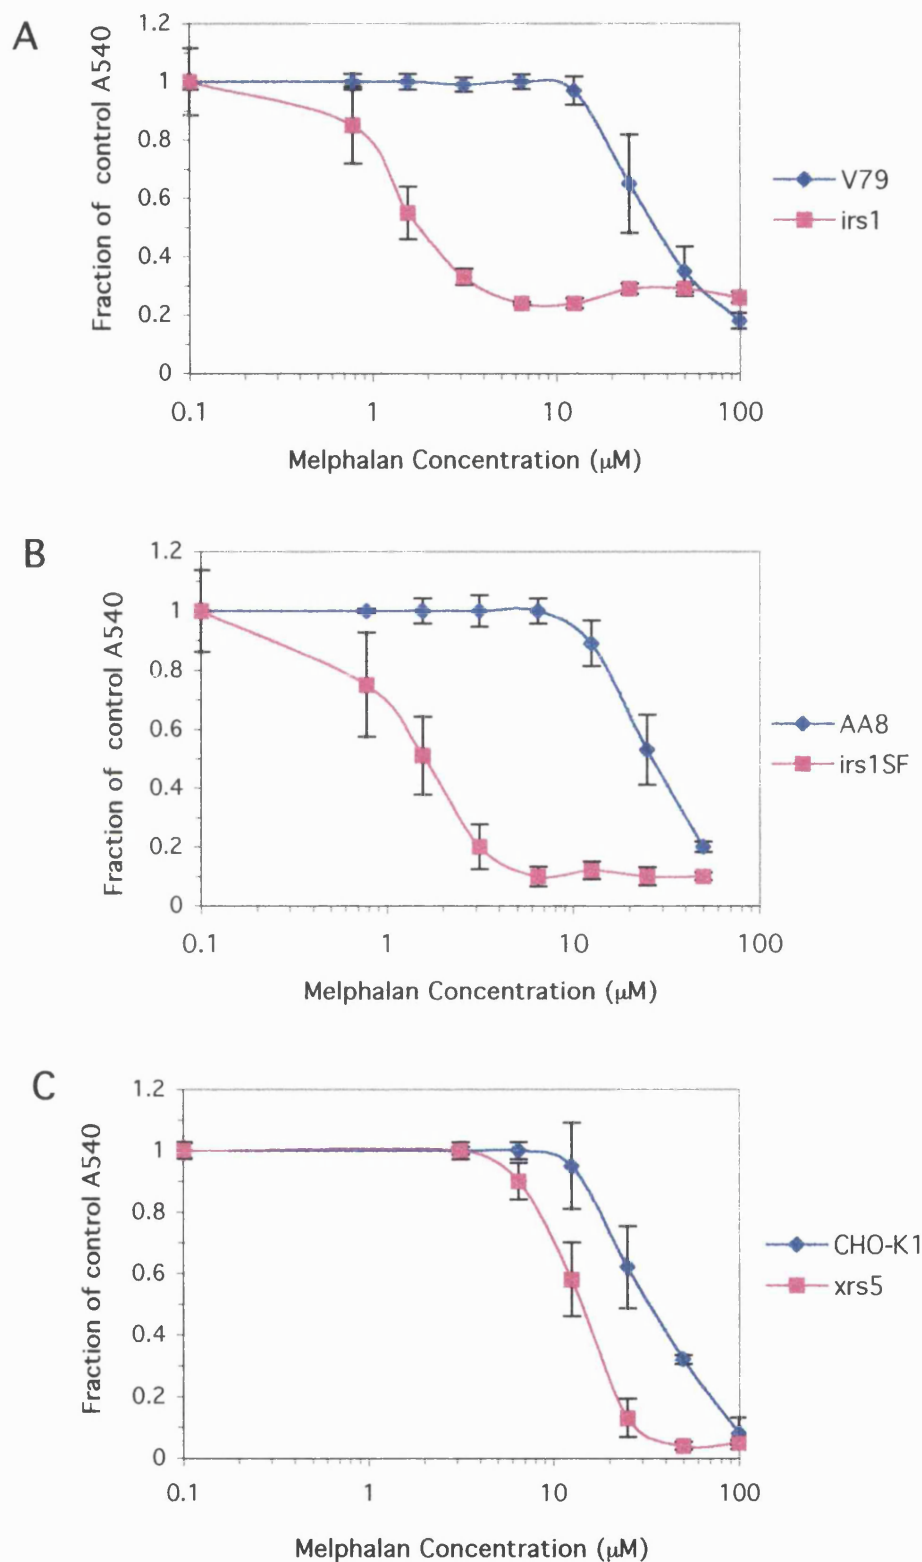 A
Fraction of control A540
1.2
1
0.8
0.6
0.4
0.2
0
0.1 1 10 100
Melphalan Concentration (μM)
V79
irs1
B
Fraction of control A540
1.2
1
0.8
0.6
0.4
0.2
0
0.1 1 10 100
Melphalan Concentration (μM)
AA8
irs1SF
C
Fraction of control A540
1.2
1
0.8
0.6
0.4
0.2
0
0.1 1 10 100
Melphalan Concentration (μM)
CHO-K1
xrs5